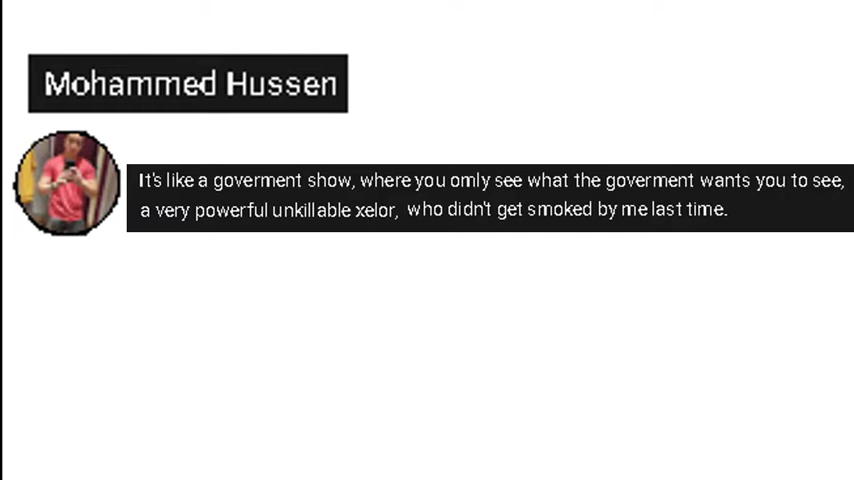 Mohammed Hussen
It's like a goverment show, where you omly see what the goverment wants you to see,
a very powerful unkillable xelor, who didn't get smoked by me last time.